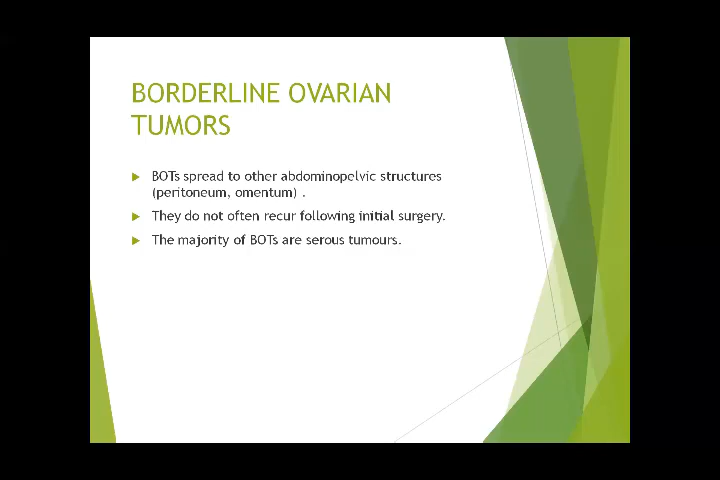 BORDERLINE OVARIAN
TUMORS
BOTs spread to other abdominopelvic structures
(peritoneum, omentum) .
They do not often recur following initial surgery.
The majority of BOTs are serous tumours.